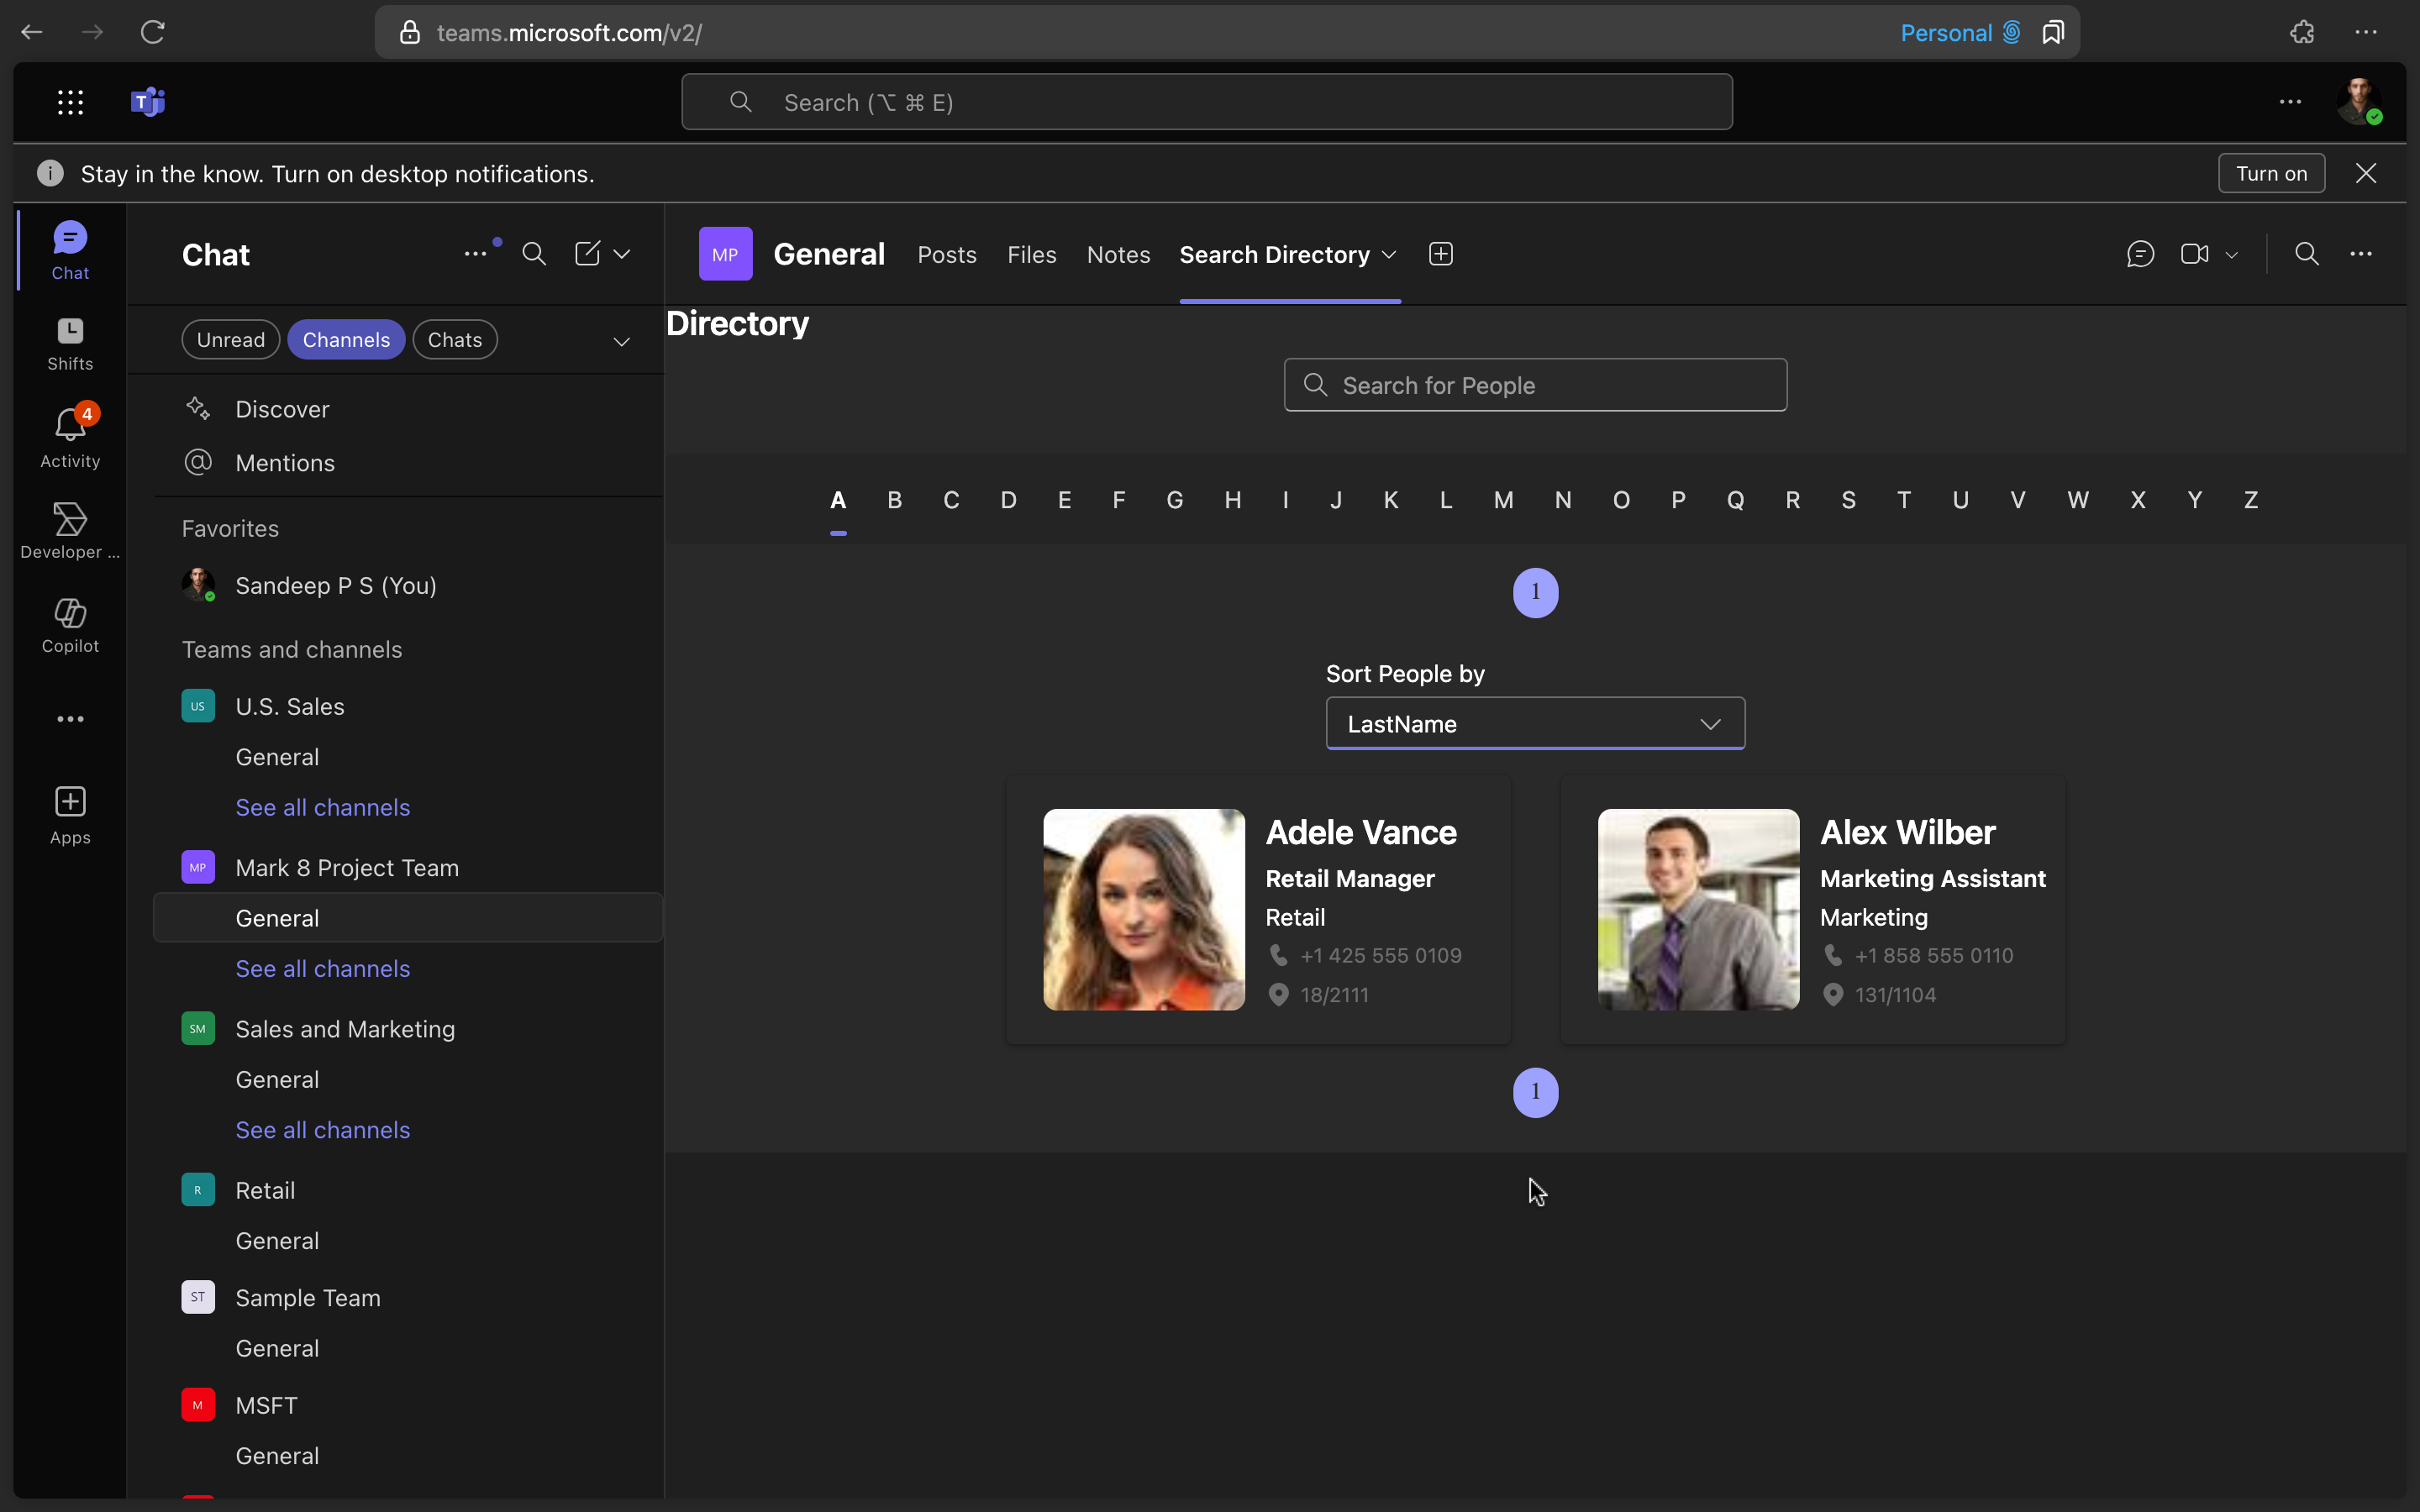 teams.microsoft.com/v2/
Personal
T
Search (⌥ ⌘ E)
Stay in the know. Turn on desktop notifications.
Turn on
Chat
Shifts
4
Activity
Developer ...
Copilot
Apps
Chat
Unread
Channels
Chats
Discover
Mentions
Favorites
Sandeep P S (You)
Teams and channels
US
U.S. Sales
General
See all channels
MP
Mark 8 Project Team
General
See all channels
SM
Sales and Marketing
General
See all channels
R
Retail
General
ST
Sample Team
General
M
MSFT
General
MP
General
Posts
Files
Notes
Search Directory
Directory
Search for People
A B C D E F G H I J K L M N O P Q R S T U V W X Y Z
1
Sort People by
LastName
Adele Vance
Retail Manager
Retail
+1 425 555 0109
18/2111
Alex Wilber
Marketing Assistant
Marketing
+1 858 555 0110
131/1104
1